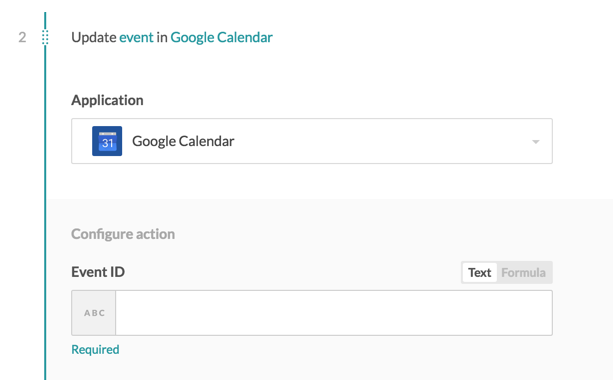 2 Update event in Google Calendar
Application
31 Google Calendar
Configure action
Event ID Text Formula
ABC
Required